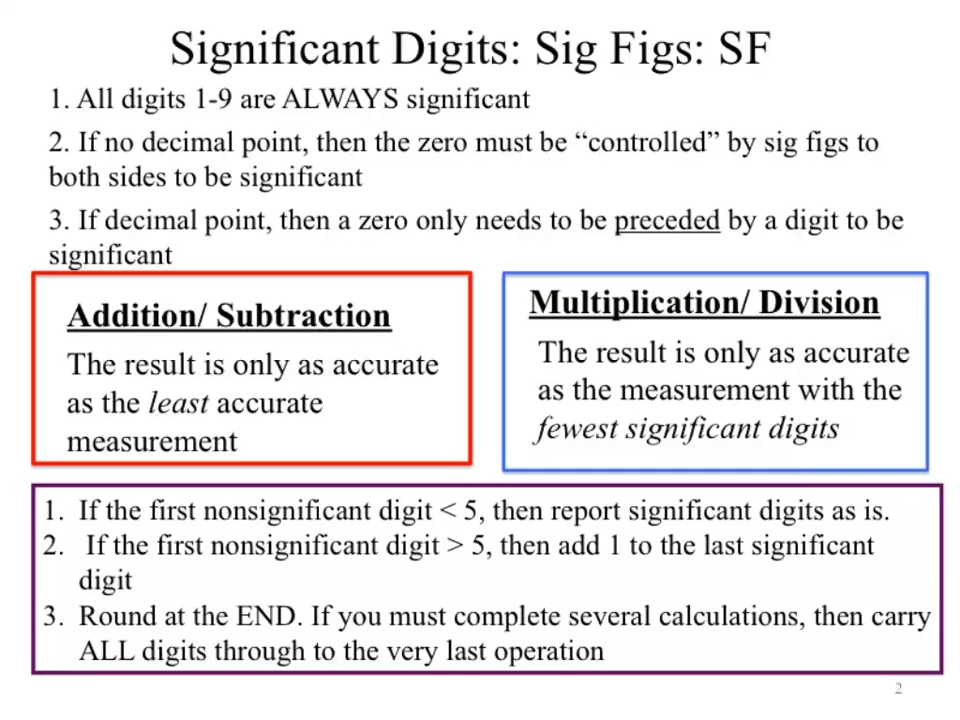 Significant Digits: Sig Figs: SF
1. All digits 1-9 are ALWAYS significant
2. If no decimal point, then the zero must be “controlled” by sig figs to
both sides to be significant
3. If decimal point, then a zero only needs to be preceded by a digit to be
significant
Addition/ Subtraction
The result is only as accurate
as the least accurate
measurement
Multiplication/ Division
The result is only as accurate
as the measurement with the
fewest significant digits
1. If the first nonsignificant digit < 5, then report significant digits as is.
2. If the first nonsignificant digit > 5, then add 1 to the last significant
digit
3. Round at the END. If you must complete several calculations, then carry
ALL digits through to the very last operation
2